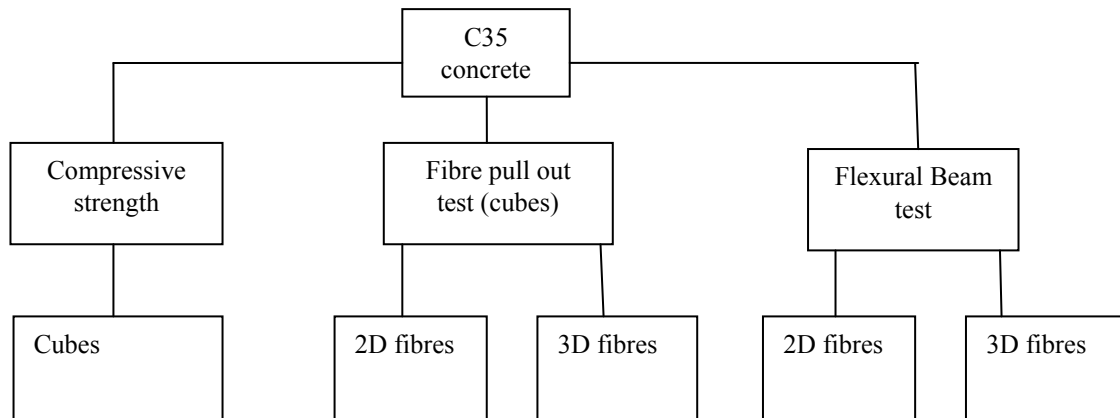 C35
concrete
Compressive
strength
Fibre pull out
test (cubes)
Flexural Beam
test
Cubes
2D fibres
3D fibres
2D fibres
3D fibres